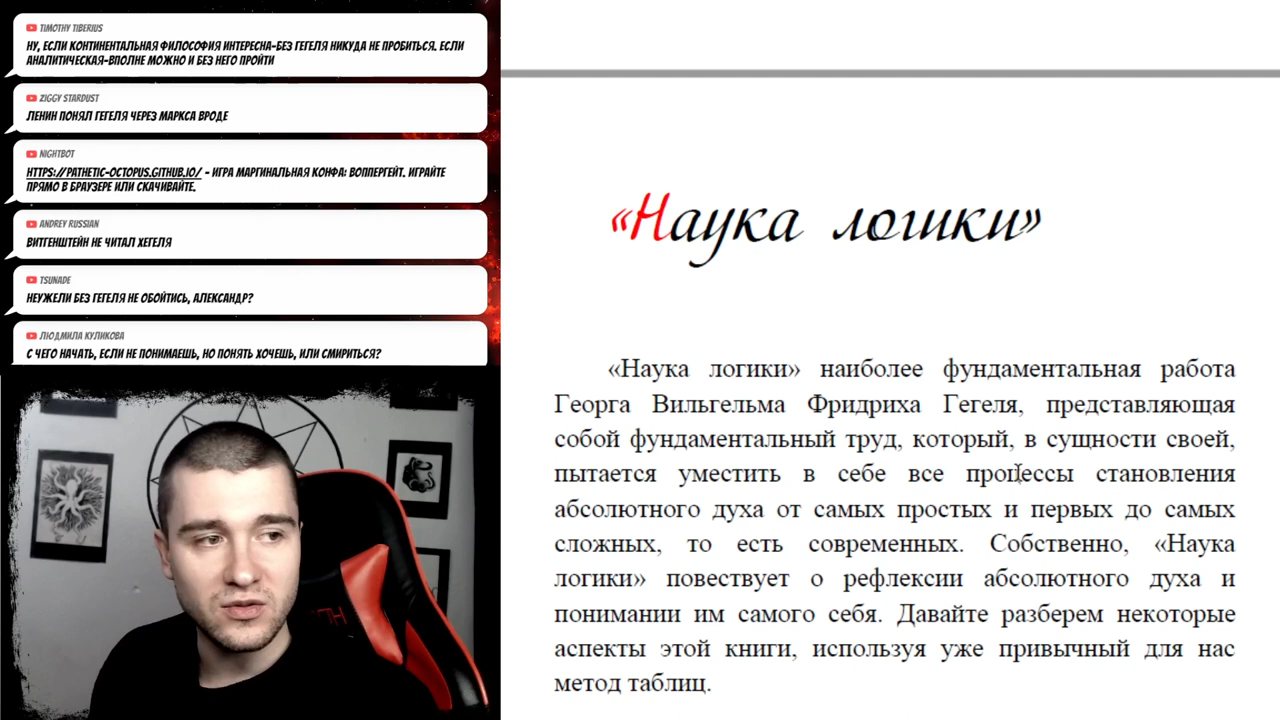 TIMOTHY TIBERIUS
НУ, ЕСЛИ КОНТИНЕНТАЛЬНАЯ ФИЛОСОФИЯ ИНТЕРЕСНА-БЕЗ ГЕГЕЛЯ НИКУДА НЕ ПРОБИТЬСЯ. ЕСЛИ
АНАЛИТИЧЕСКАЯ-ВПОЛНЕ МОЖНО И БЕЗ НЕГО ПРОЙТИ
ZIGGY STARDUST
ЛЕНИН ПОНЯЛ ГЕГЕЛЯ ЧЕРЕЗ МАРКСА ВРОДЕ
NIGHTBOT
HTTPS://PATHETIC-OCTOPUS.GITHUB.IO/ - ИГРА МАРГИНАЛЬНАЯ КОНФА: ВОППЕРГЕЙТ. ИГРАЙТЕ
ПРЯМО В БРАУЗЕРЕ ИЛИ СКАЧИВАЙТЕ.
ANDREY RUSSIAN
ВИТГЕНШТЕЙН НЕ ЧИТАЛ ХЕГЕЛЯ
TSUNADE
НЕУЖЕЛИ БЕЗ ГЕГЕЛЯ НЕ ОБОЙТИСЬ, АЛЕКСАНДР?
ЛЮДМИЛА КУЛИКОВА
С ЧЕГО НАЧАТЬ, ЕСЛИ НЕ ПОНИМАЕШЬ, НО ПОНЯТЬ ХОЧЕШЬ, ИЛИ СМИРИТЬСЯ?
«Наука логики»
«Наука логики» наиболее фундаментальная работа
Георга Вильгельма Фридриха Гегеля, представляющая
собой фундаментальный труд, который, в сущности своей,
пытается уместить в себе все процессы становления
абсолютного духа от самых простых и первых до самых
сложных, то есть современных. Собственно, «Наука
логики» повествует о рефлексии абсолютного духа и
понимании им самого себя. Давайте разберем некоторые
аспекты этой книги, используя уже привычный для нас
метод таблиц.